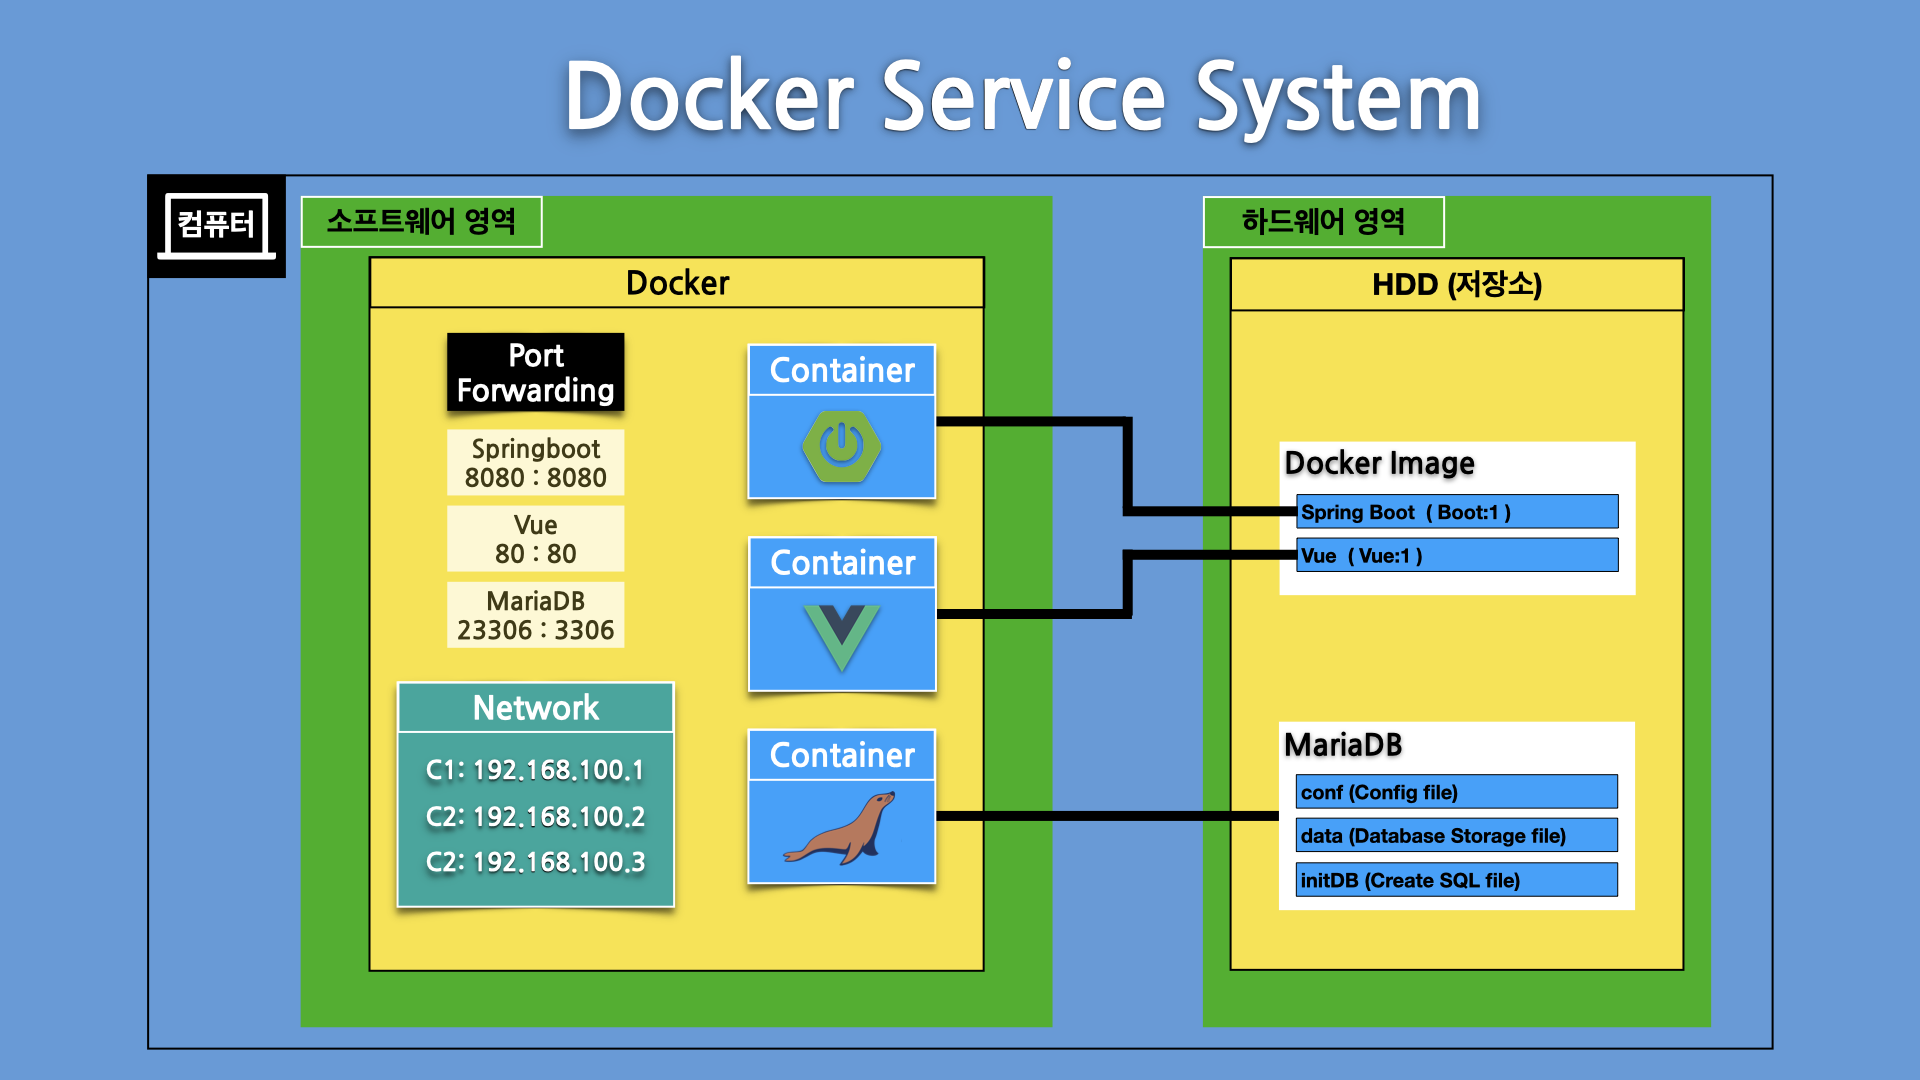 Docker Service System
컴퓨터
소프트웨어 영역
Docker
Port
Forwarding
Springboot
8080 : 8080
Vue
80 : 80
MariaDB
23306 : 3306
Network
C1: 192.168.100.1
C2: 192.168.100.2
C2: 192.168.100.3
Container
Container
Container
하드웨어 영역
HDD (저장소)
Docker Image
Spring Boot ( Boot:1 )
Vue ( Vue:1 )
MariaDB
conf (Config file)
data (Database Storage file)
initDB (Create SQL file)